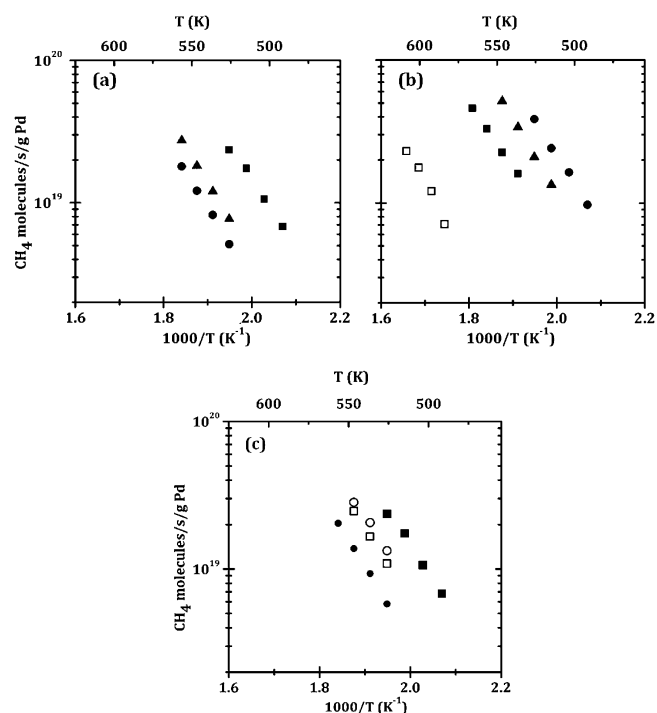 T (K)
T (K)
600
550
500
600
550
500
10²⁰
(a)
(b)
CH₄ molecules/s/g Pd
10¹⁹
1.6
1.8
2.0
2.2
1.6
1.8
2.0
2.2
1000/T (K⁻¹)
1000/T (K⁻¹)
T (K)
600
550
500
10²⁰
(c)
CH₄ molecules/s/g Pd
10¹⁹
1.6
1.8
2.0
2.2
1000/T (K⁻¹)